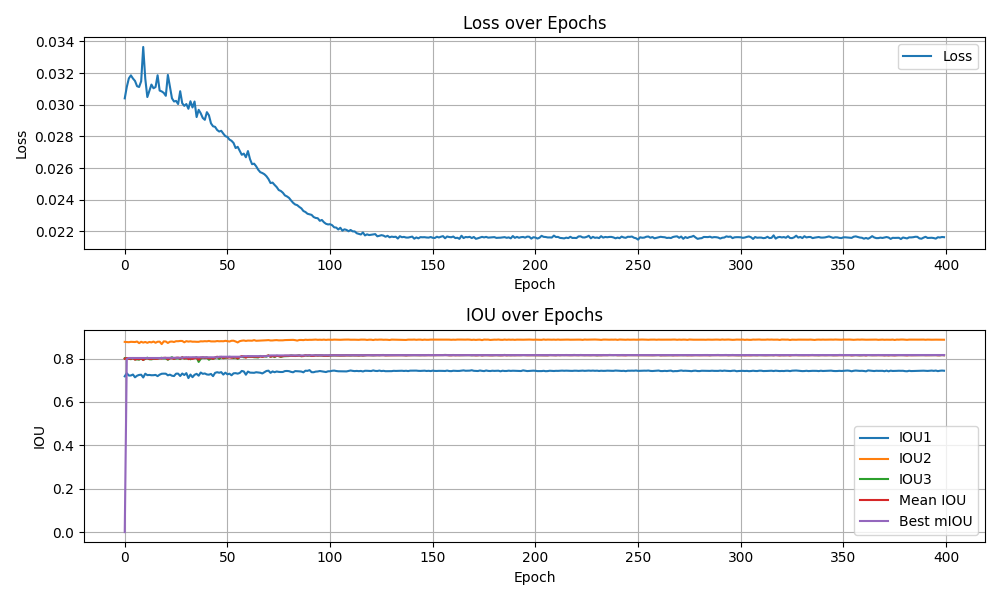 Loss over Epochs
0.034
0.032
0.030
0.028
0.026
0.024
0.022
Loss
Loss
0 50 100 150 200 250 300 350 400
Epoch
IOU over Epochs
0.8
0.6
0.4
0.2
0.0
IOU
IOU1
IOU2
IOU3
Mean IOU
Best mIOU
0 50 100 150 200 250 300 350 400
Epoch